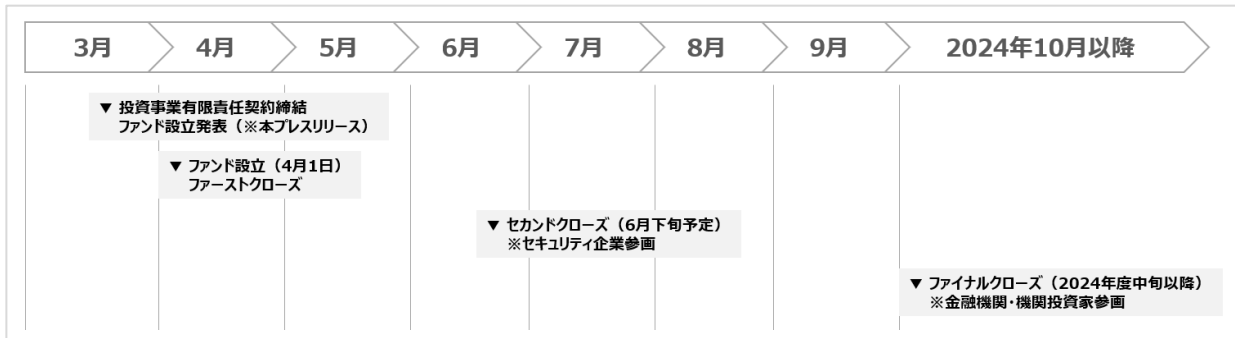 3月
4月
5月
6月
7月
8月
9月
2024年10月以降
▼ 投資事業有限責任契約締結
ファンド設立発表（※本プレスリリース）
▼ ファンド設立（4月1日）
ファーストクローズ
▼ セカンドクローズ（6月下旬予定）
※セキュリティ企業参画
▼ ファイナルクローズ（2024年度中旬以降）
※金融機関・機関投資家参画